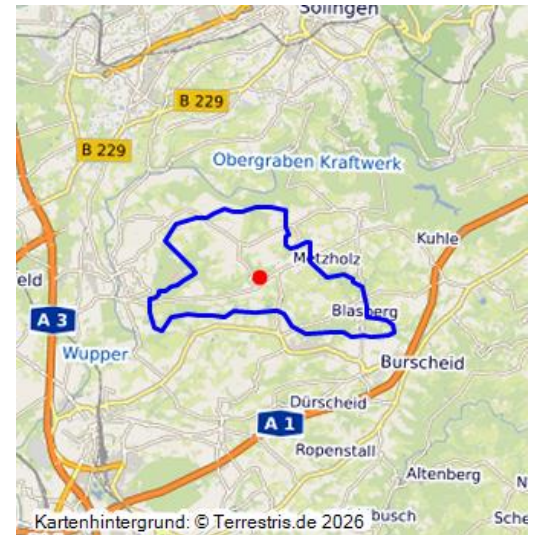 Solingen
B 229
B 229
Obergraben Kraftwerk
Kuhle
Metzholz
eld
A 3
Blasberg
Wupper
Burscheid
Dürscheid
A 1
Ropenstall
Altenberg
N
Kartenhintergrund: © Terrestris.de 2026
busch
Sche